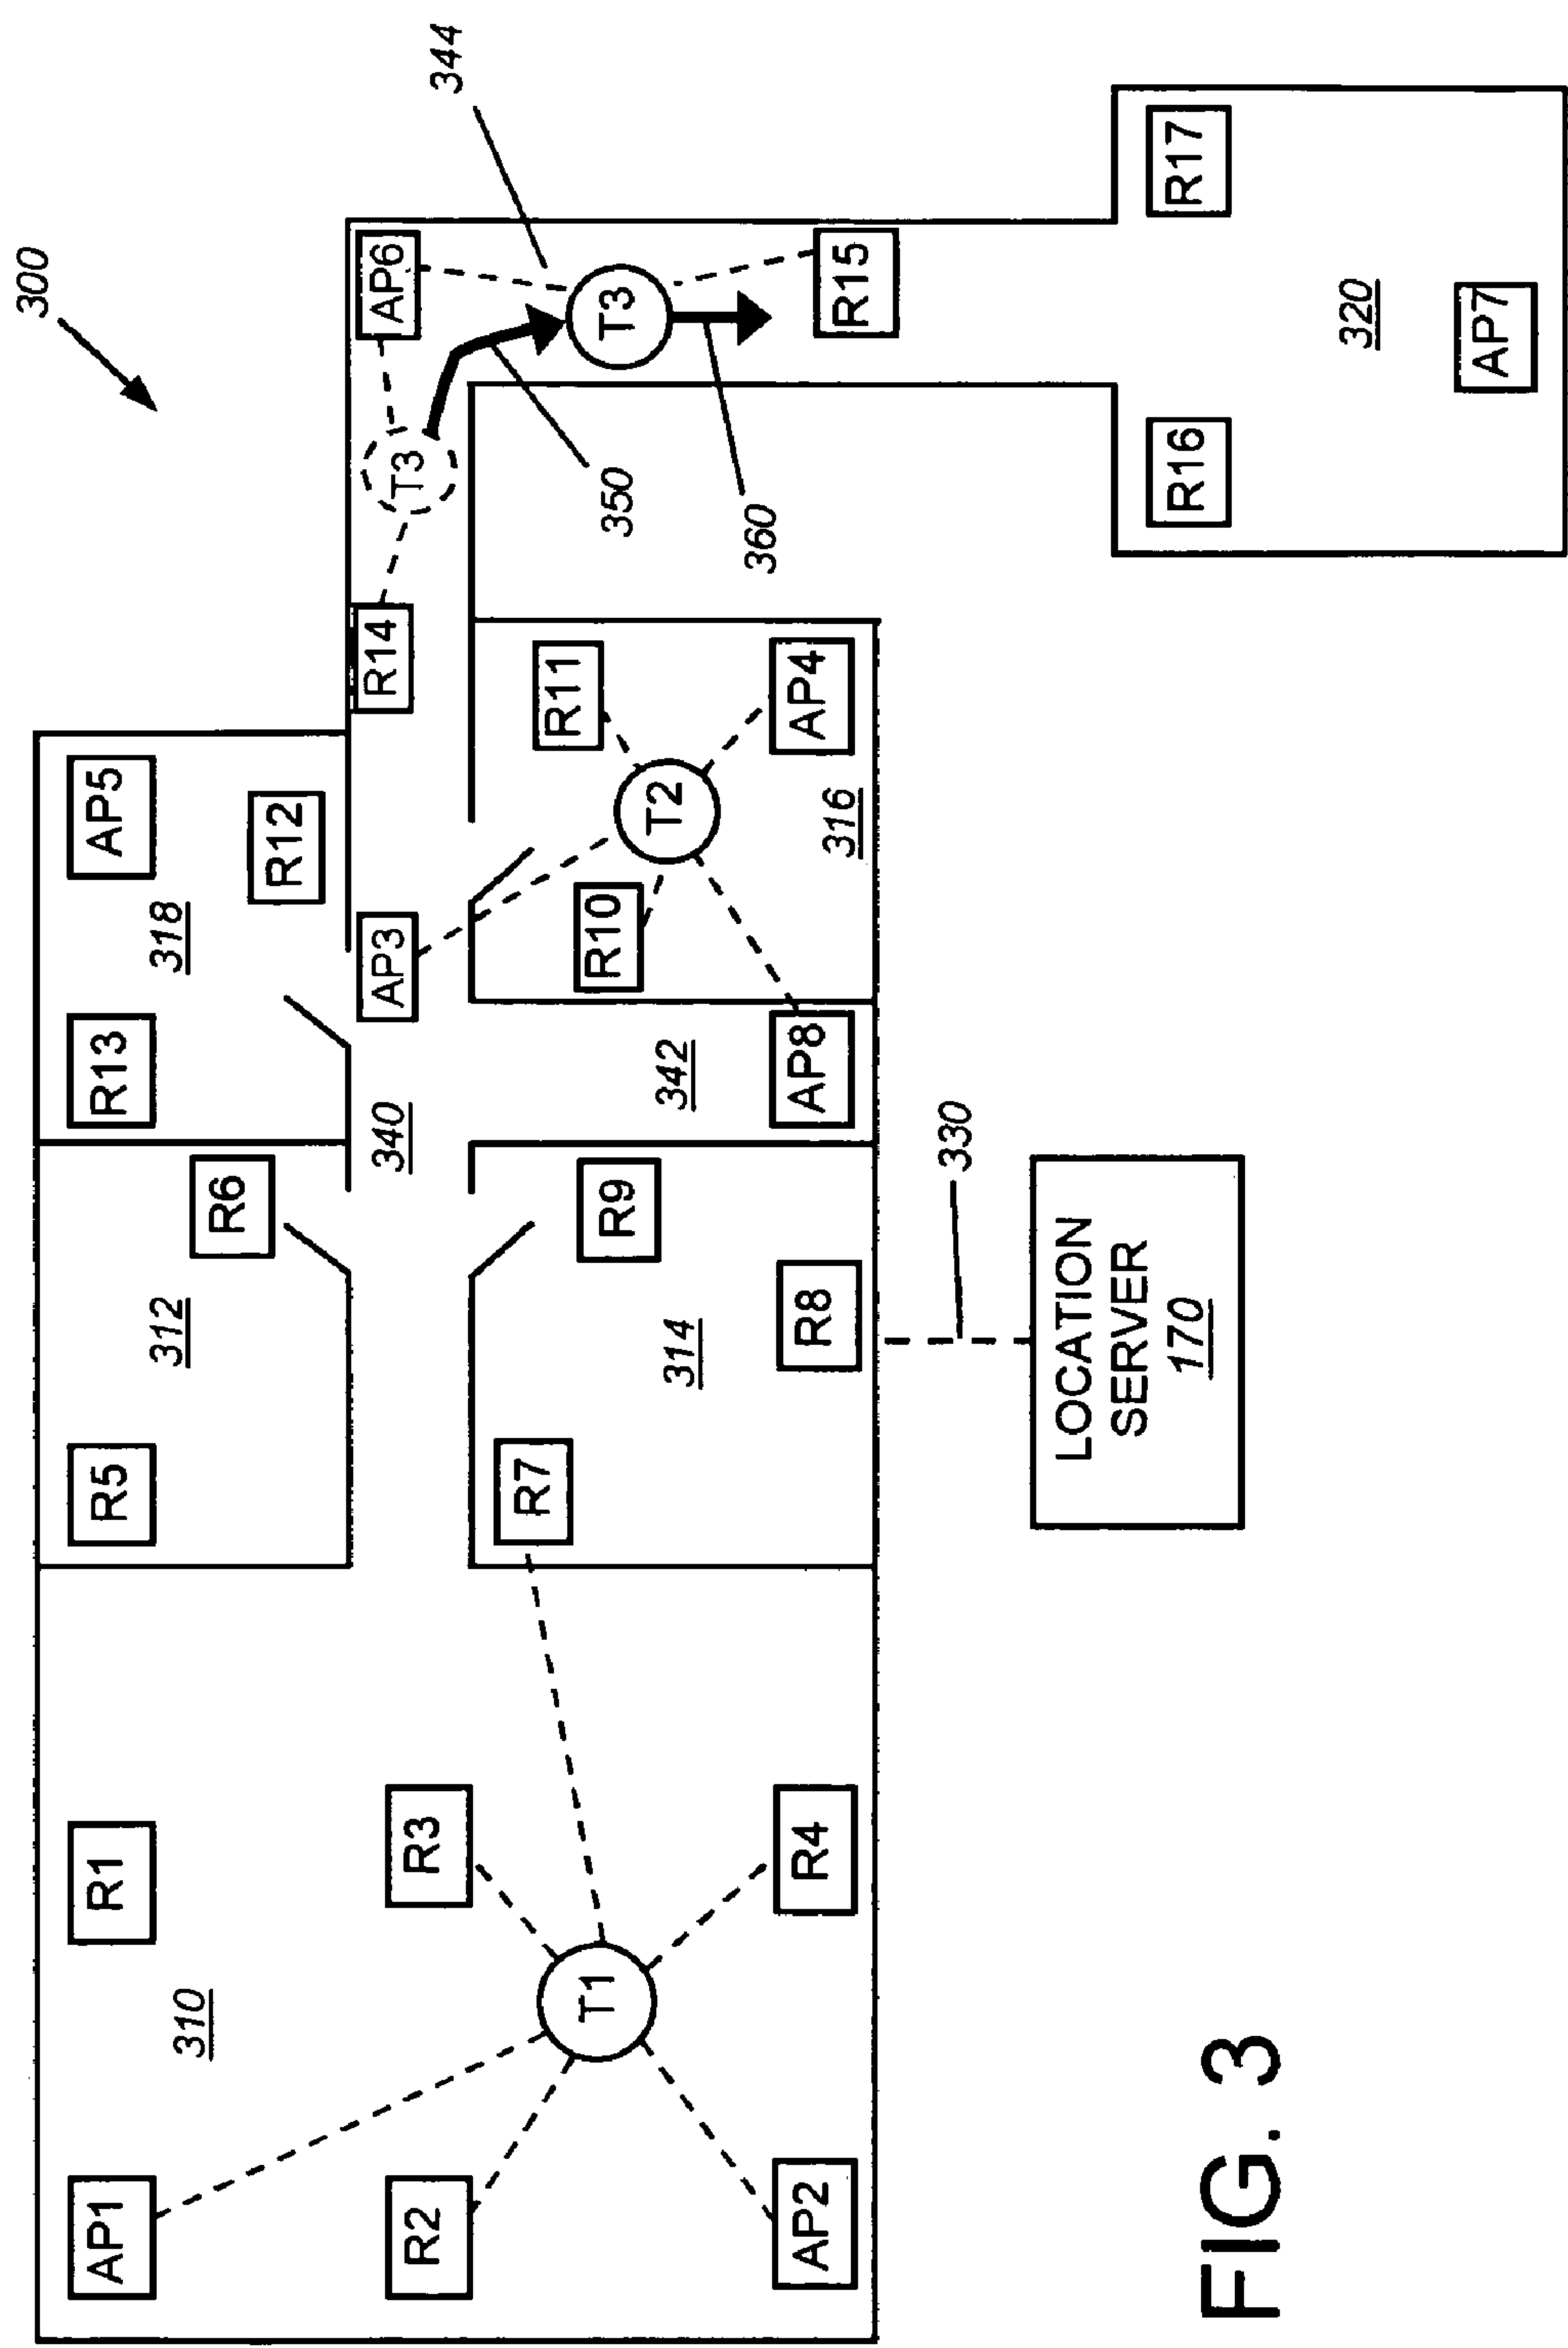 300
344
AP1
R1
R5
R13
AP5
310
312
318
R6
R12
R2
R3
340
AP3
R14
T3
AP6
T1
R7
R9
R10
R11
T2
350
T3
314
342
316
360
AP2
R4
R8
AP8
AP4
R15
330
LOCATION
SERVER
170
R16
R17
320
AP7
FIG. 3